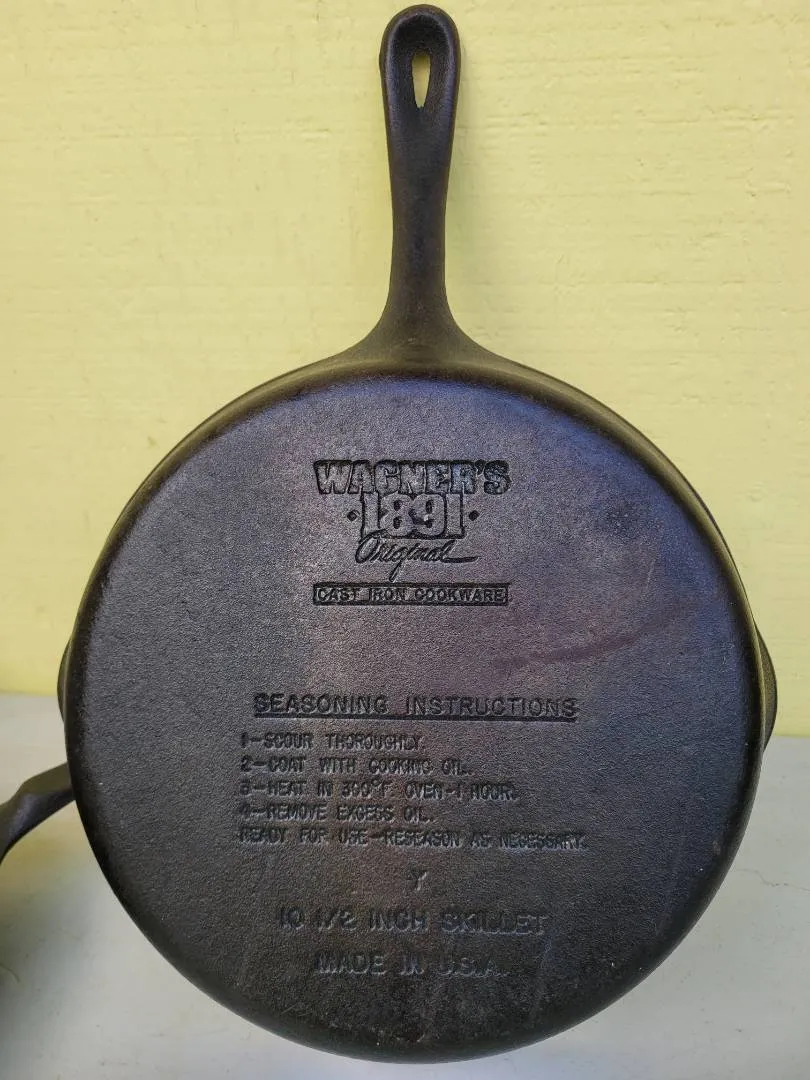 WAGNER'S
·1891·
Original
CAST IRON COOKWARE
SEASONING INSTRUCTIONS
1-SCOUR THOROUGHLY.
2-COAT WITH COOKING OIL.
3-HEAT IN 300°F OVEN-1 HOUR.
4-REMOVE EXCESS OIL.
READY FOR USE-RESEASON AS NECESSARY.
Y
10 1/2 INCH SKILLET
MADE IN U.S.A.